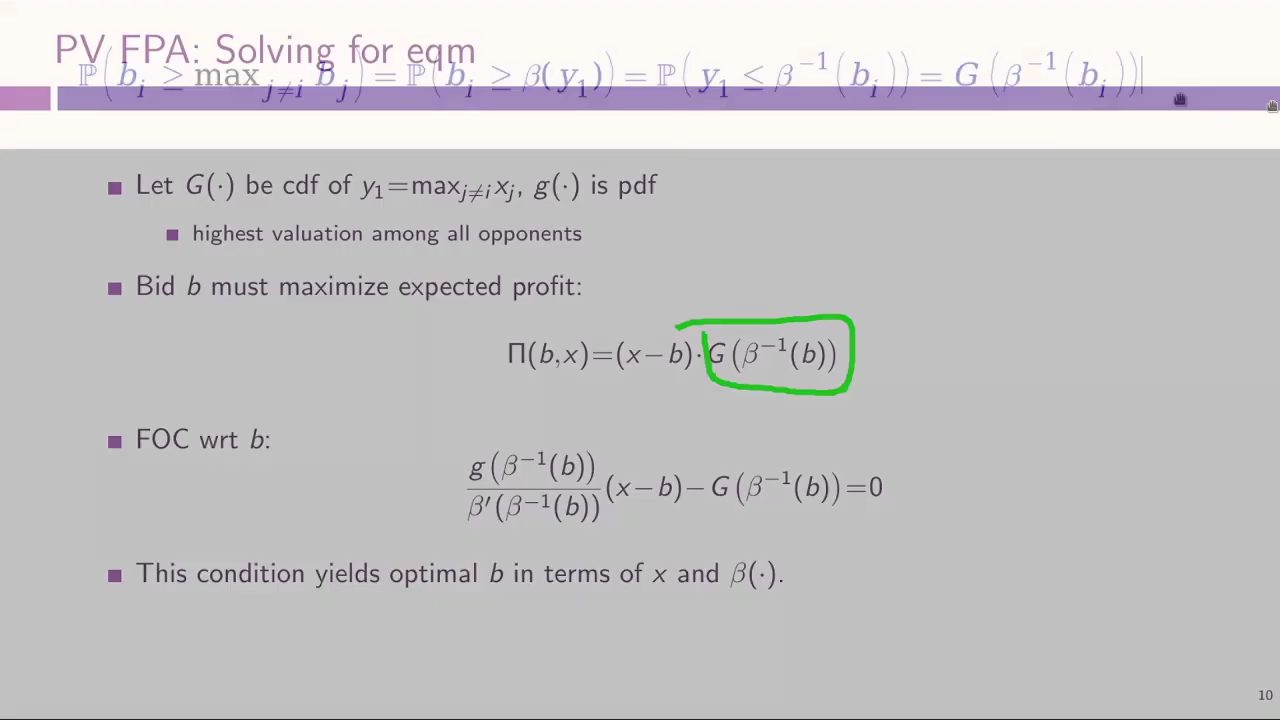 PV FPA: Solving for eqm
ℙ(b_i ≥ max_{j≠i} B_j) = ℙ(b_i ≥ β(y_1)) = ℙ(y_1 ≤ β^{-1}(b_i)) = G(β^{-1}(b_i))
Let G(·) be cdf of y_1=max_{j≠i} x_j, g(·) is pdf
highest valuation among all opponents
Bid b must maximize expected profit:
Π(b,x)=(x−b)·G(β^{-1}(b))
FOC wrt b:
g(β^{-1}(b))/β′(β^{-1}(b)) (x−b)−G(β^{-1}(b))=0
This condition yields optimal b in terms of x and β(·).
10